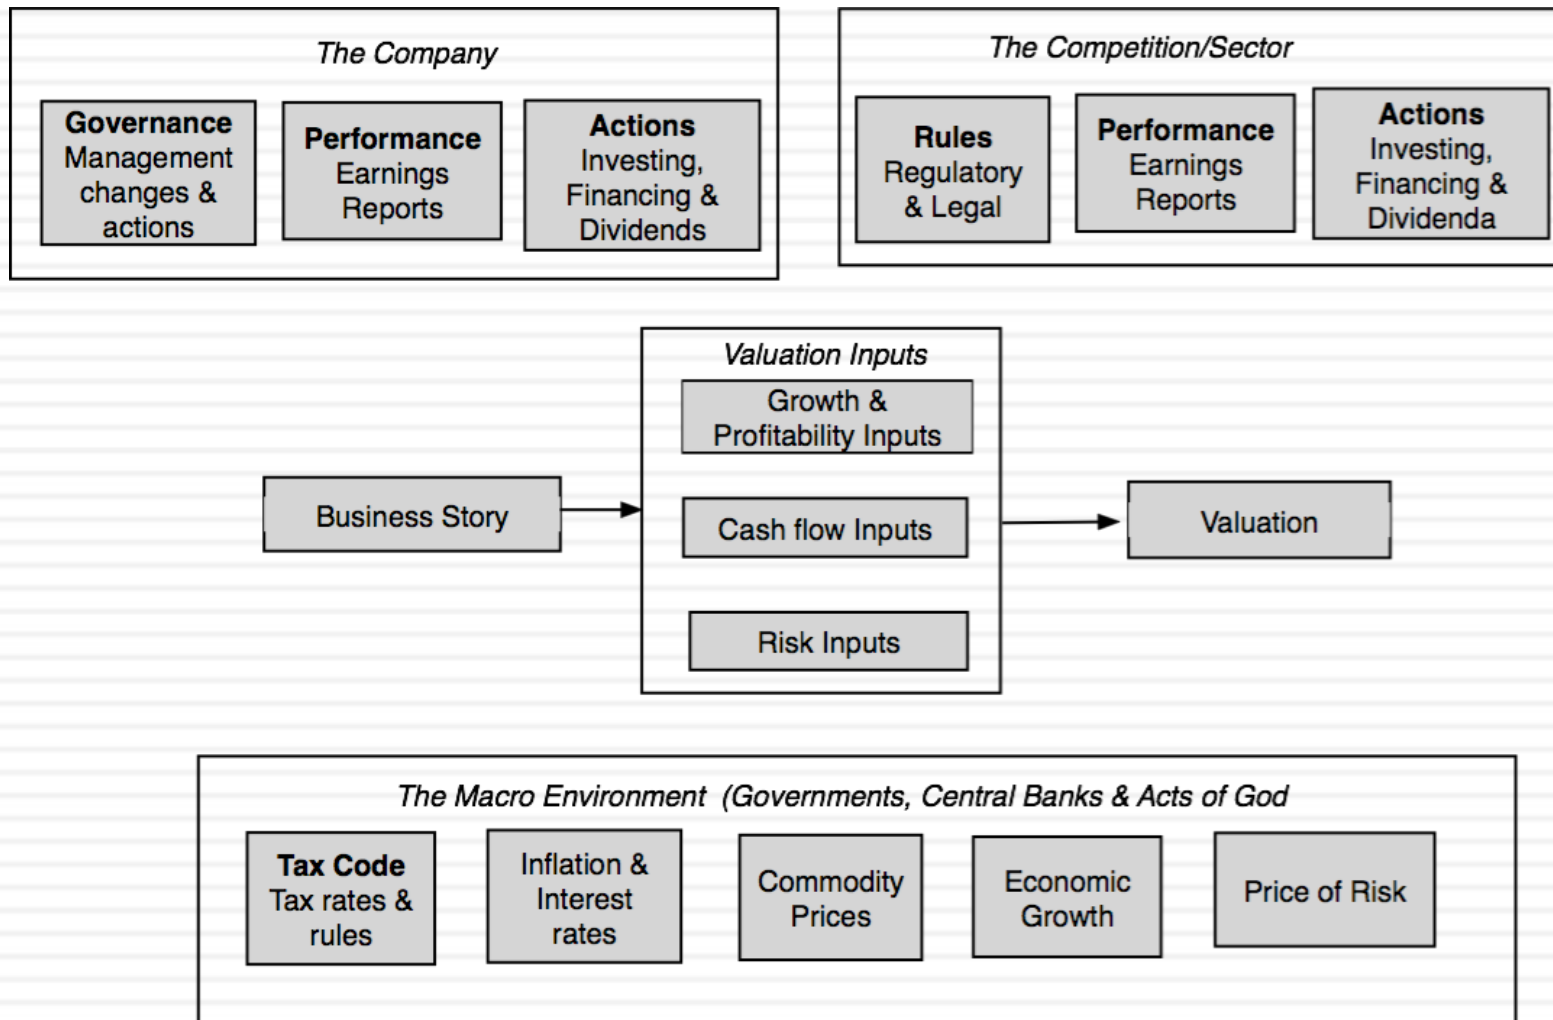 The Company
Governance
Management
changes &
actions
Performance
Earnings
Reports
Actions
Investing,
Financing &
Dividends
The Competition/Sector
Rules
Regulatory
& Legal
Performance
Earnings
Reports
Actions
Investing,
Financing &
Dividenda
Valuation Inputs
Growth &
Profitability Inputs
Business Story
Cash flow Inputs
Valuation
Risk Inputs
The Macro Environment  (Governments, Central Banks & Acts of God
Tax Code
Tax rates &
rules
Inflation &
Interest
rates
Commodity
Prices
Economic
Growth
Price of Risk